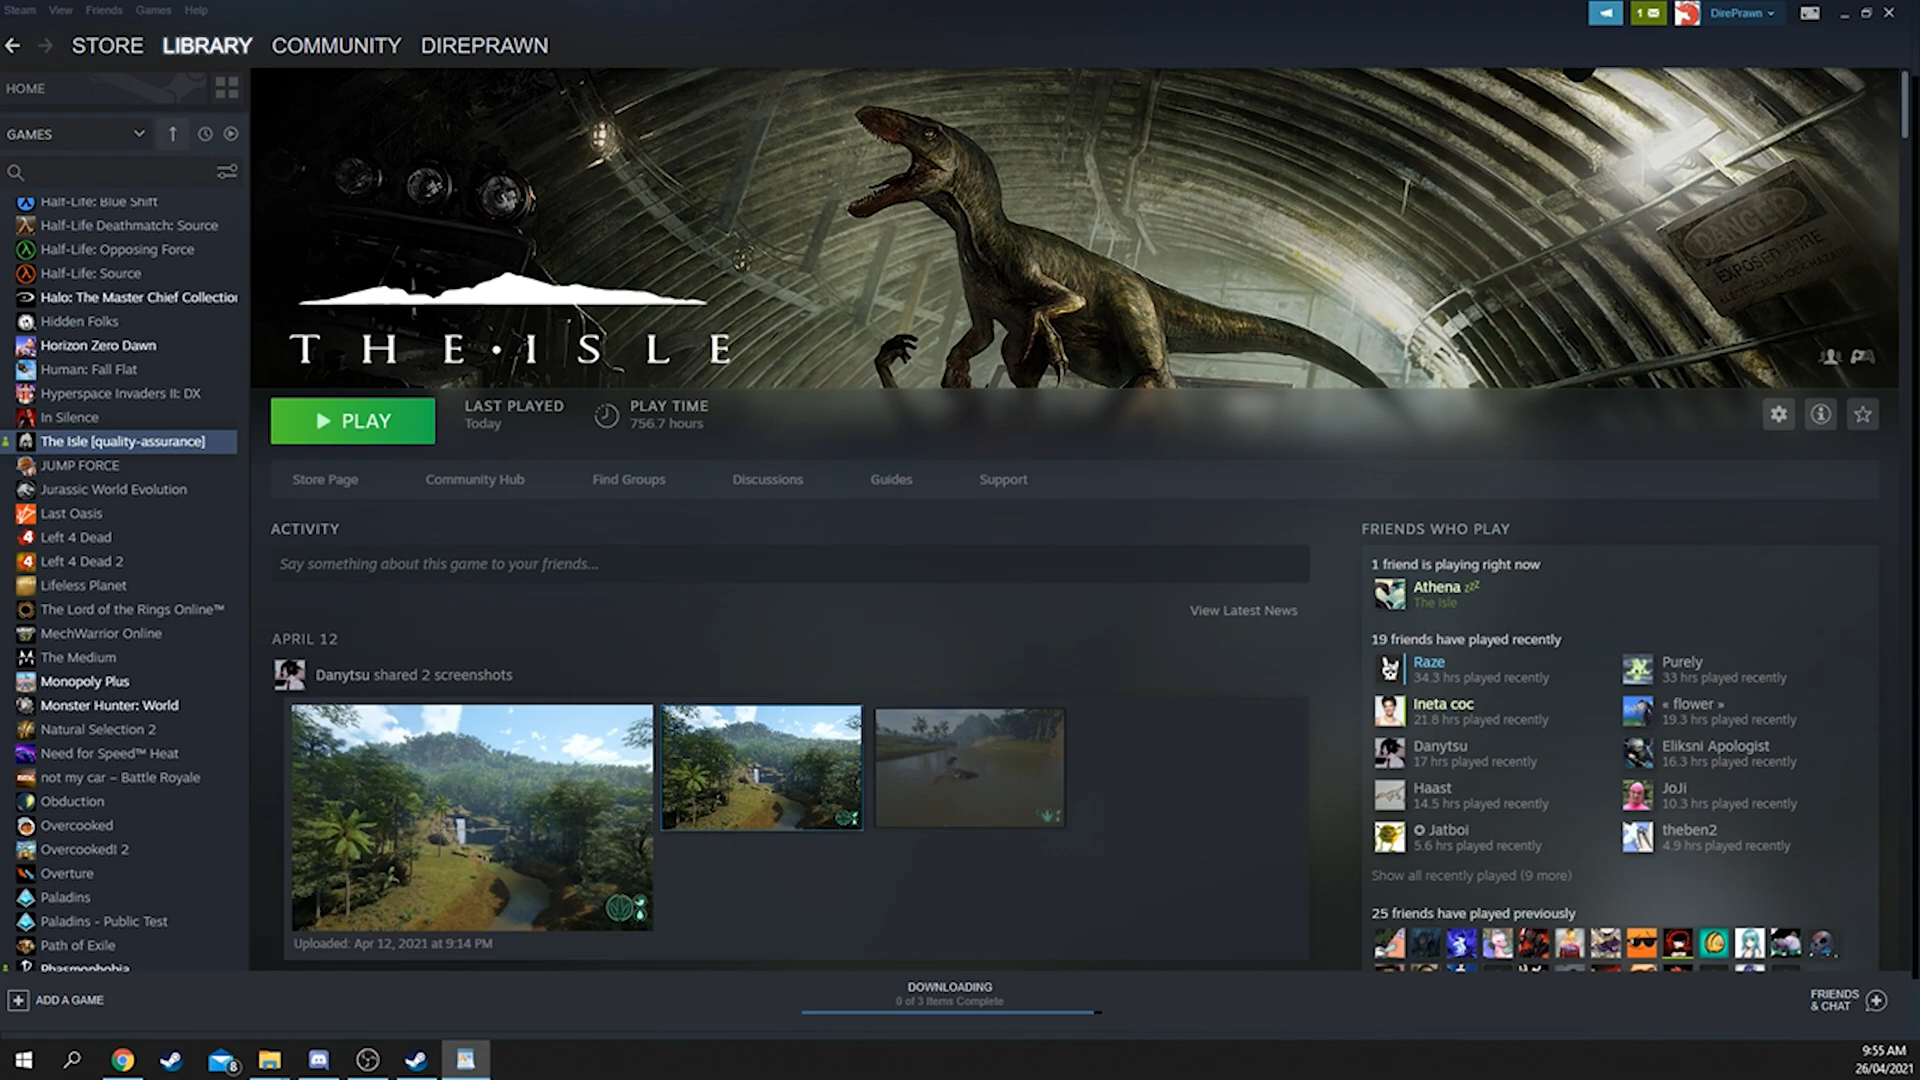 Steam View Friends Games Help
1 DirePrawn
STORE LIBRARY COMMUNITY DIREPRAWN
HOME
GAMES
Half-Life: Blue Shift
Half-Life Deathmatch: Source
Half-Life: Opposing Force
Half-Life: Source
Halo: The Master Chief Collection
Hidden Folks
Horizon Zero Dawn
Human: Fall Flat
Hyperspace Invaders II: DX
In Silence
The Isle [quality-assurance]
JUMP FORCE
Jurassic World Evolution
Last Oasis
Left 4 Dead
Left 4 Dead 2
Lifeless Planet
The Lord of the Rings Online™
MechWarrior Online
The Medium
Monopoly Plus
Monster Hunter: World
Natural Selection 2
Need for Speed™ Heat
not my car – Battle Royale
Obduction
Overcooked
Overcooked! 2
Overture
Paladins
Paladins - Public Test
Path of Exile
Phasmophobia
ADD A GAME
DANGER
EXPOSED WIRE
THE·ISLE
PLAY
LAST PLAYED
Today
PLAY TIME
756.7 hours
Store Page Community Hub Find Groups Discussions Guides Support
ACTIVITY
Say something about this game to your friends...
View Latest News
APRIL 12
Danytsu shared 2 screenshots
Uploaded: Apr 12, 2021 at 9:14 PM
FRIENDS WHO PLAY
1 friend is playing right now
Athena zzz
The Isle
19 friends have played recently
Raze
34.3 hrs played recently
Purely
33 hrs played recently
Ineta coc
21.8 hrs played recently
« flower »
19.3 hrs played recently
Danytsu
17 hrs played recently
Eliksni Apologist
16.3 hrs played recently
Haast
14.5 hrs played recently
JoJi
10.3 hrs played recently
✪ Jatboi
5.6 hrs played recently
theben2
4.9 hrs played recently
Show all recently played (9 more)
25 friends have played previously
DOWNLOADING
0 of 3 Items Complete
FRIENDS
& CHAT
8
9:55 AM
26/04/2021